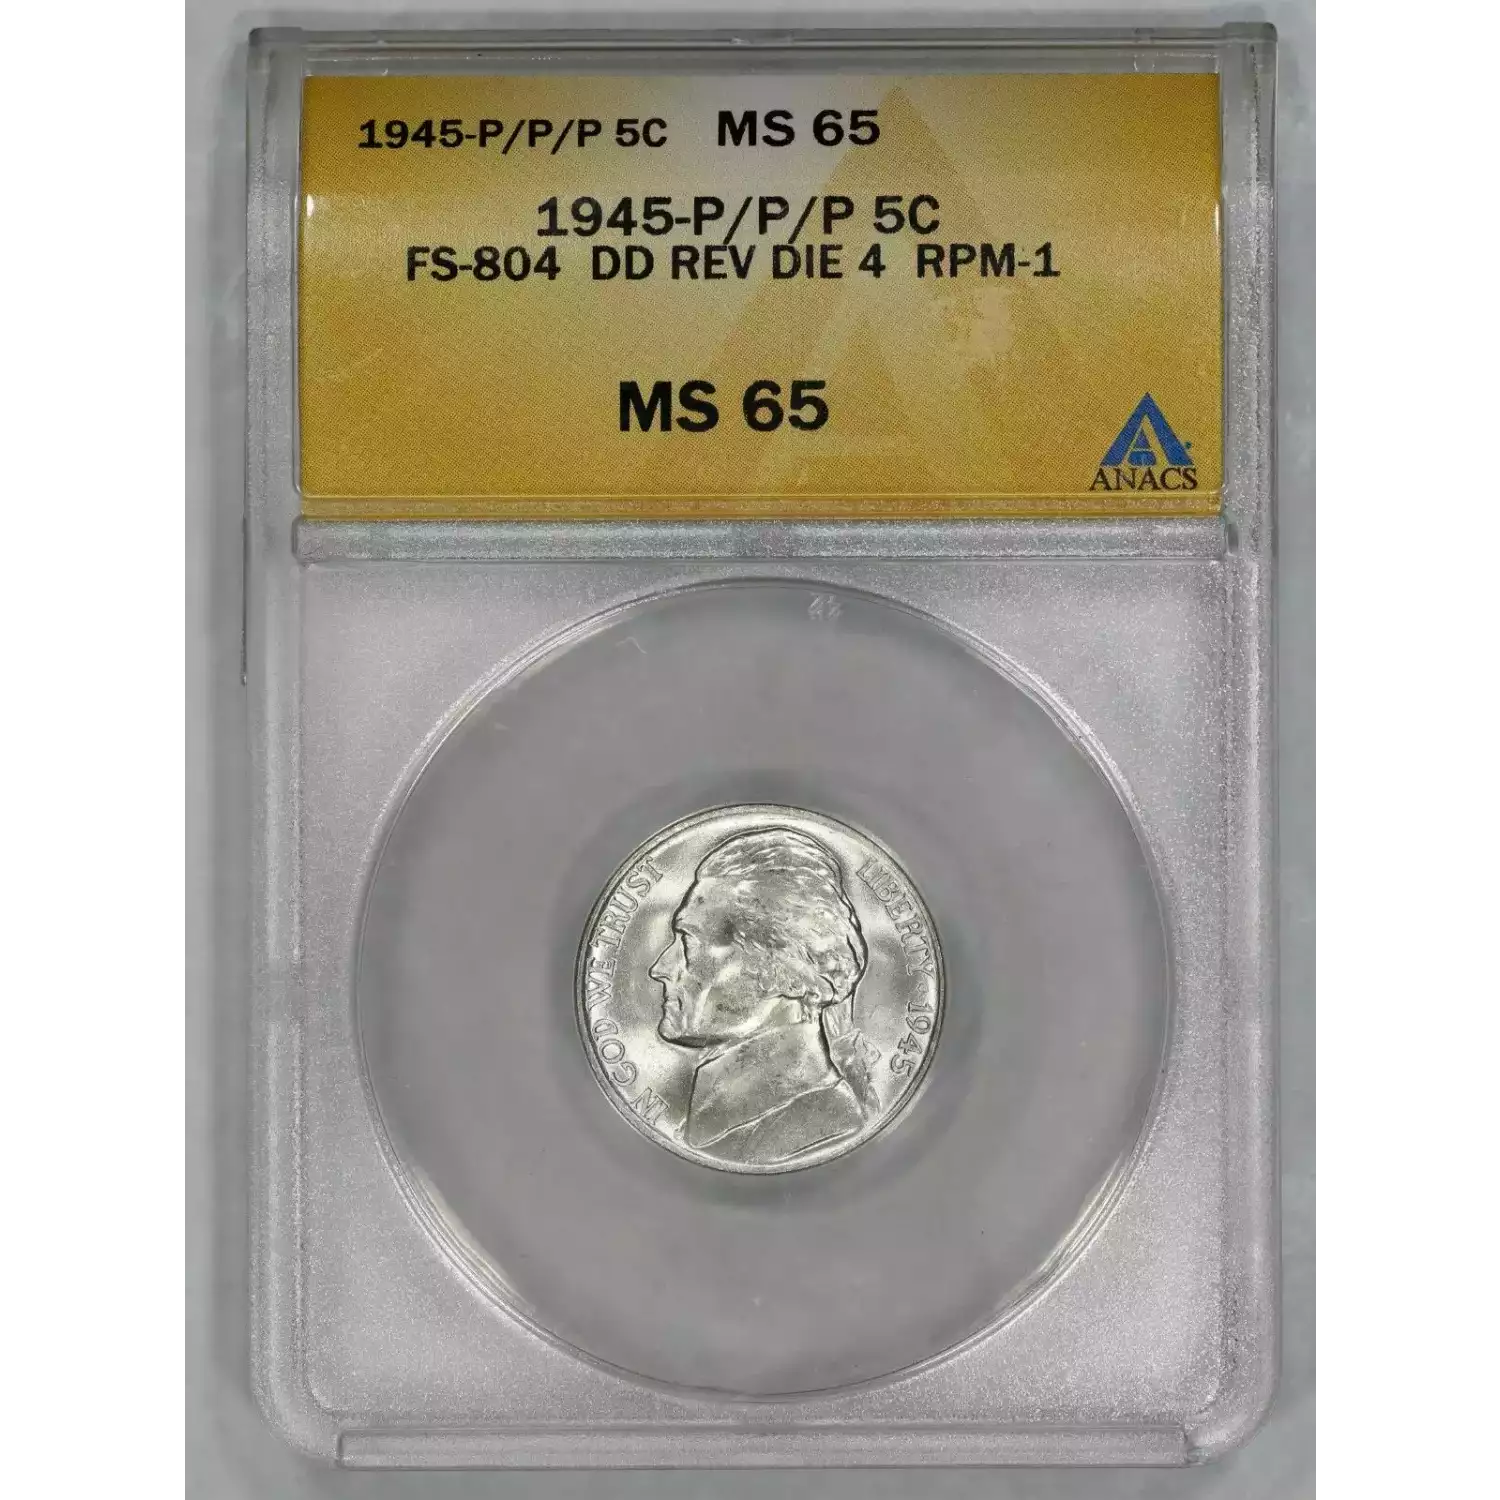 1945-P/P/P 5C MS 65
1945-P/P/P 5C
FS-804 DD REV DIE 4 RPM-1
MS 65
ANACS
IN GOD WE TRUST
LIBERTY · 1945